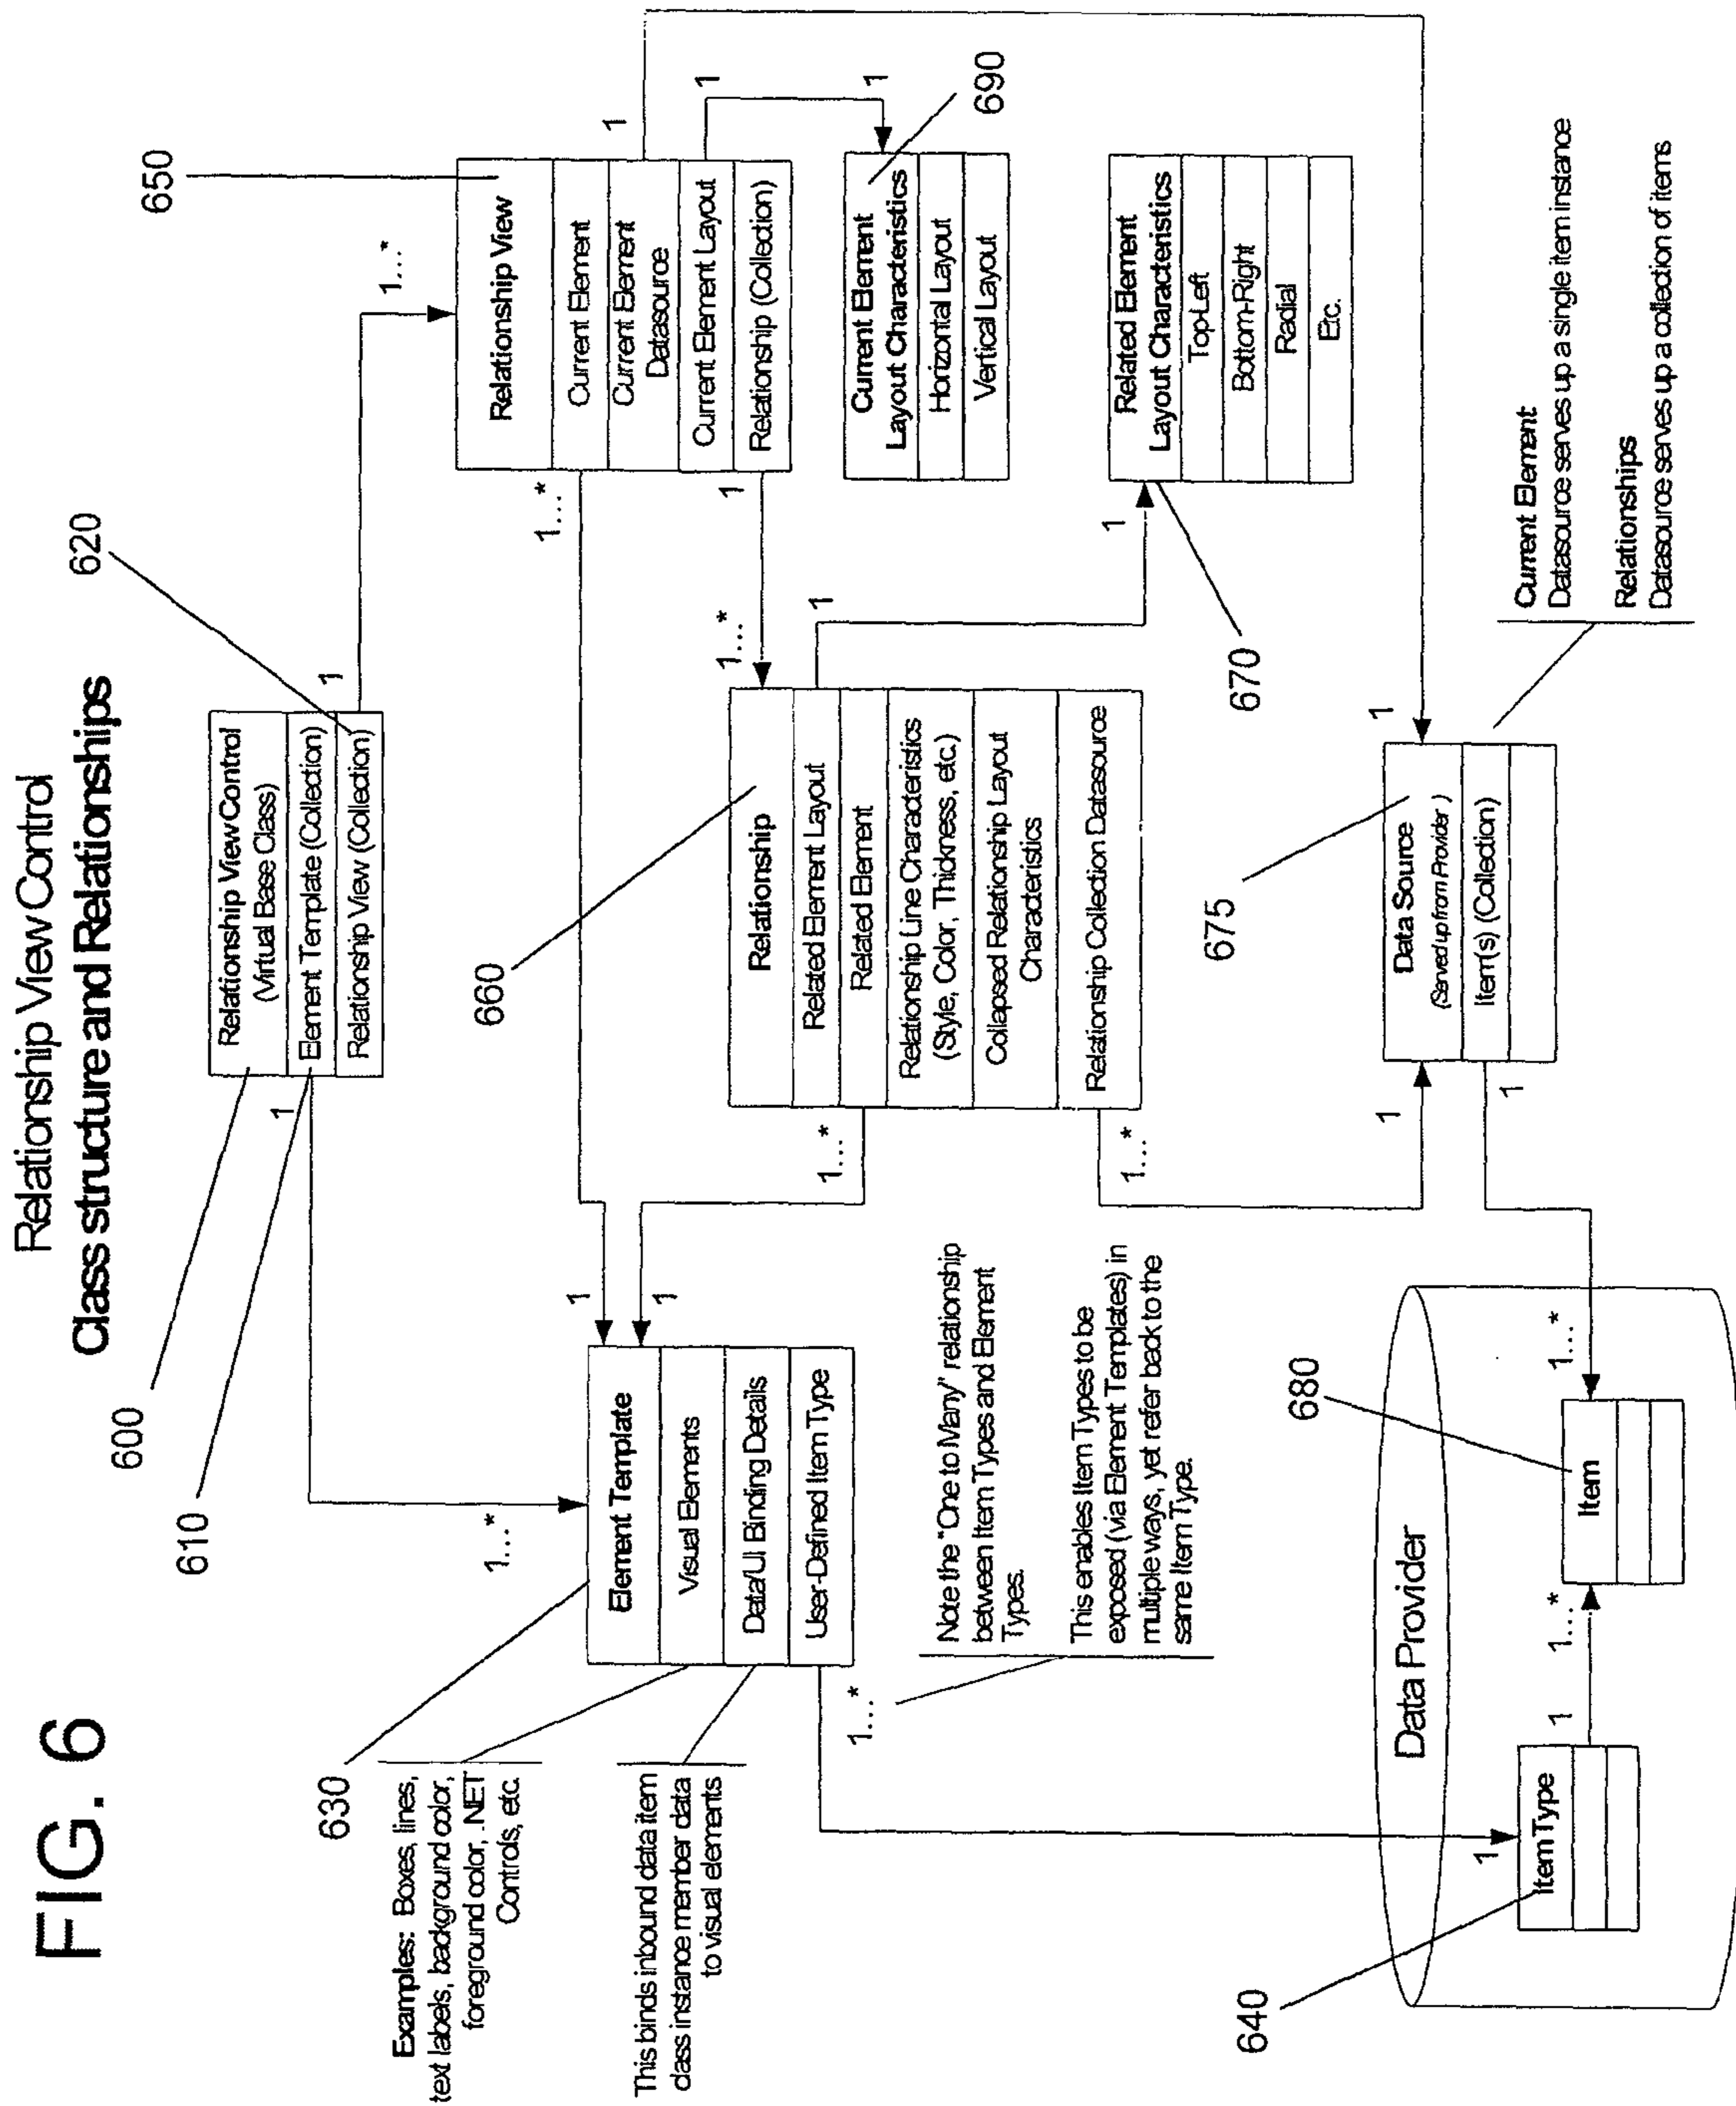 FIG. 6
Relationship View Control
Class structure and Relationships
600
610
620
Relationship View Control
(Virtual Base Class)
Element Template (Collection)
Relationship View (Collection)
1
1
1...*
1...*
630
Examples: Boxes, lines,
text labels, background color,
foreground color, .NET
Controls, etc.
This binds inbound data item
class instance member data
to visual elements
Element Template
Visual Elements
Data/UI Binding Details
User-Defined Item Type
1
1
1...*
Note the "One to Many" relationship
between Item Types and Element
Types.
This enables Item Types to be
exposed (via Element Templates) in
multiple ways, yet refer back to the
same Item Type.
650
Relationship View
Current Element
Current Element
Datasource
Current Element Layout
Relationship (Collection)
1...*
1
1
1
1
690
Current Element
Layout Characteristics
Horizontal Layout
Vertical Layout
660
Relationship
Related Element Layout
Related Element
Relationship Line Characteristics
(Style, Color, Thickness, etc.)
Collapsed Relationship Layout
Characteristics
Relationship Collection Datasource
1...*
1
1...*
1...*
1
670
Related Element
Layout Characteristics
Top-Left
Bottom-Right
Radial
Etc.
675
Data Source
(Served up from Provider)
Item(s) (Collection)
1
1
1
Current Element
Datasource serves up a single item instance
Relationships
Datasource serves up a collection of items
Data Provider
640
Item Type
1
1
1...*
680
Item
1...*